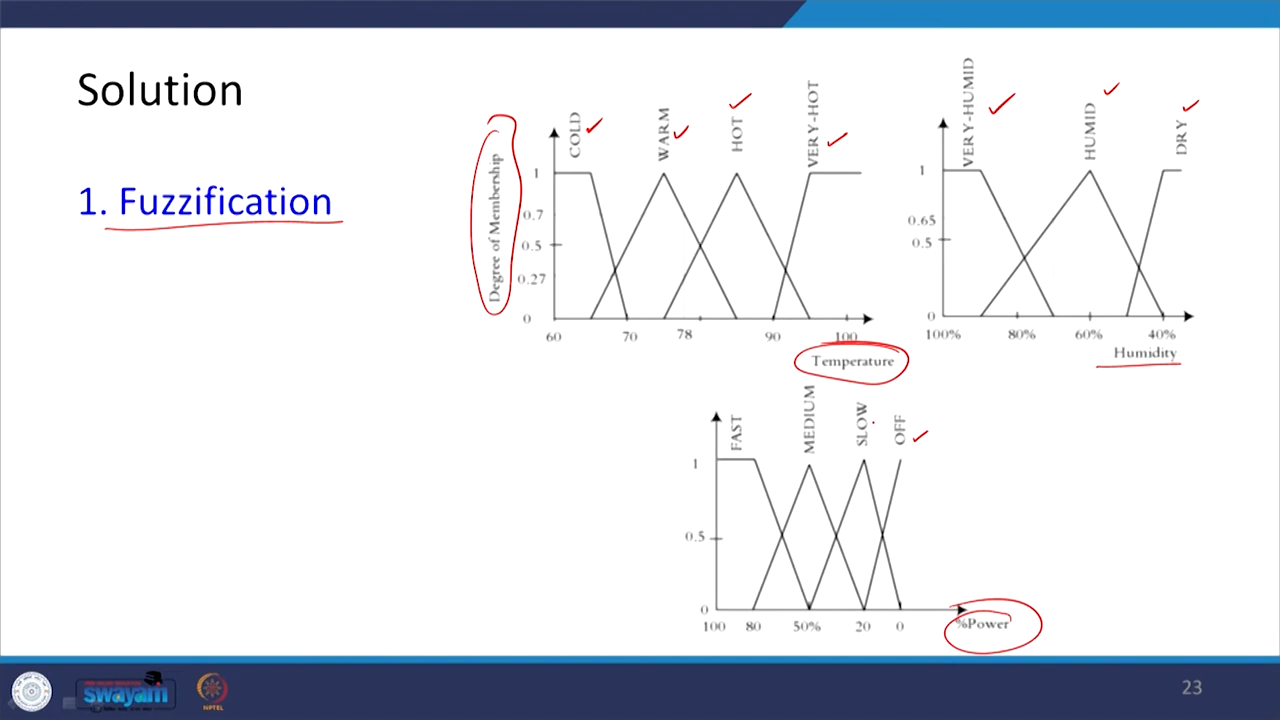 Solution
1. Fuzzification
Degree of Membership
COLD
WARM
HOT
VERY-HOT
1
0.7
0.5
0.27
0
60 70 78 90 100
Temperature
VERY-HUMID
HUMID
DRY
1
0.65
0.5
0
100% 80% 60% 40%
Humidity
FAST
MEDIUM
SLOW
OFF
1
0.5
0
100 80 50% 20 0
%Power
swayam
NPTEL
23